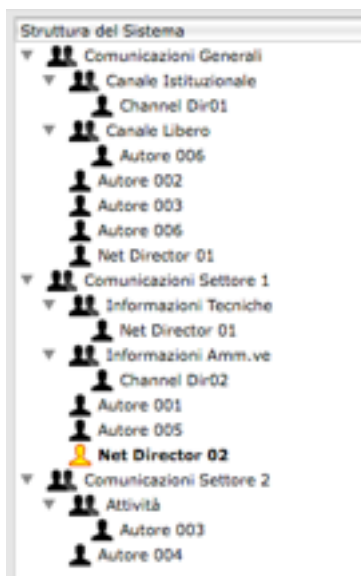 Struttura del Sistema
Comunicazioni Generali
Canale Istituzionale
Channel Dir01
Canale Libero
Autore 006
Autore 002
Autore 003
Autore 006
Net Director 01
Comunicazioni Settore 1
Informazioni Tecniche
Net Director 01
Informazioni Amm.ve
Channel Dir02
Autore 001
Autore 005
Net Director 02
Comunicazioni Settore 2
Attività
Autore 003
Autore 004